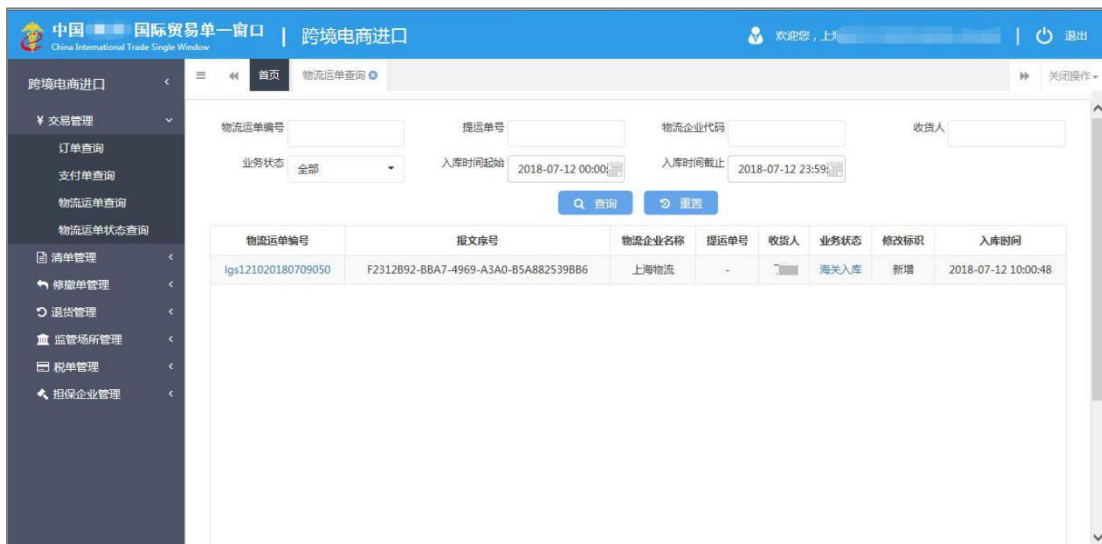 中国 国际贸易单一窗口 | 跨境电商进口 欢迎您，上 | 退出
China International Trade Single Window
跨境电商进口 首页 物流运单查询 关闭操作
¥ 交易管理
订单查询
支付单查询
物流运单查询
物流运单状态查询
清单管理
修撤单管理
退货管理
监管场所管理
税单管理
担保企业管理
物流运单编号 提运单号 物流企业代码 收货人
业务状态 全部 入库时间起始 2018-07-12 00:00: 入库时间截止 2018-07-12 23:59:
查询 重置
物流运单编号 报文序号 物流企业名称 提运单号 收货人 业务状态 修改标识 入库时间
lgs121020180709050 F2312B92-BBA7-4969-A3A0-B5A882539BB6 上海物流 - 海关入库 新增 2018-07-12 10:00:48